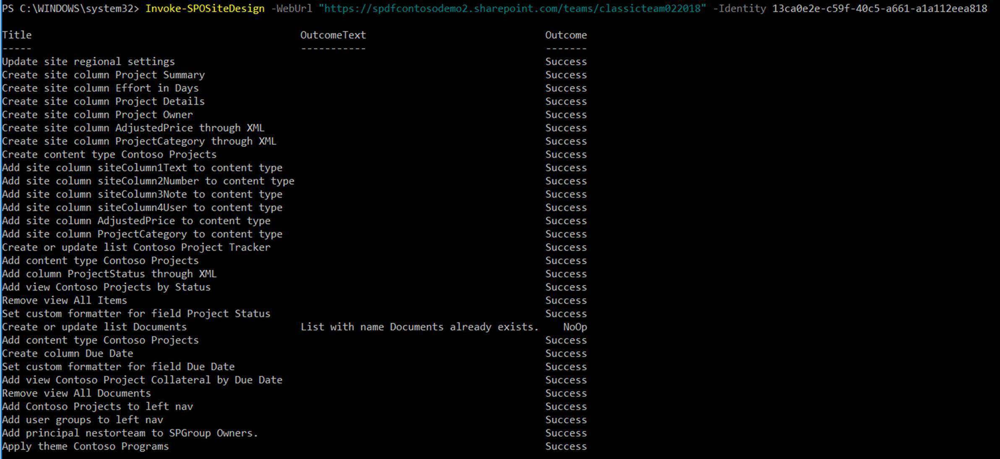 PS C:\WINDOWS\system32> Invoke-SPOSiteDesign -WebUrl "https://spdfcontosodemo2.sharepoint.com/teams/classicteam022018" -Identity 13ca0e2e-c59f-40c5-a661-a1a112eea818
Title OutcomeText Outcome
----- ----------- -------
Update site regional settings Success
Create site column Project Summary Success
Create site column Effort in Days Success
Create site column Project Details Success
Create site column Project Owner Success
Create site column AdjustedPrice through XML Success
Create site column ProjectCategory through XML Success
Create content type Contoso Projects Success
Add site column siteColumn1Text to content type Success
Add site column siteColumn2Number to content type Success
Add site column siteColumn3Note to content type Success
Add site column siteColumn4User to content type Success
Add site column AdjustedPrice to content type Success
Add site column ProjectCategory to content type Success
Create or update list Contoso Project Tracker Success
Add content type Contoso Projects Success
Add column ProjectStatus through XML Success
Add view Contoso Projects by Status Success
Remove view All Items Success
Set custom formatter for field Project Status Success
Create or update list Documents List with name Documents already exists. NoOp
Add content type Contoso Projects Success
Create column Due Date Success
Set custom formatter for field Due Date Success
Add view Contoso Project Collateral by Due Date Success
Remove view All Documents Success
Add Contoso Projects to left nav Success
Add user groups to left nav Success
Add principal nestorteam to SPGroup Owners. Success
Apply theme Contoso Programs Success